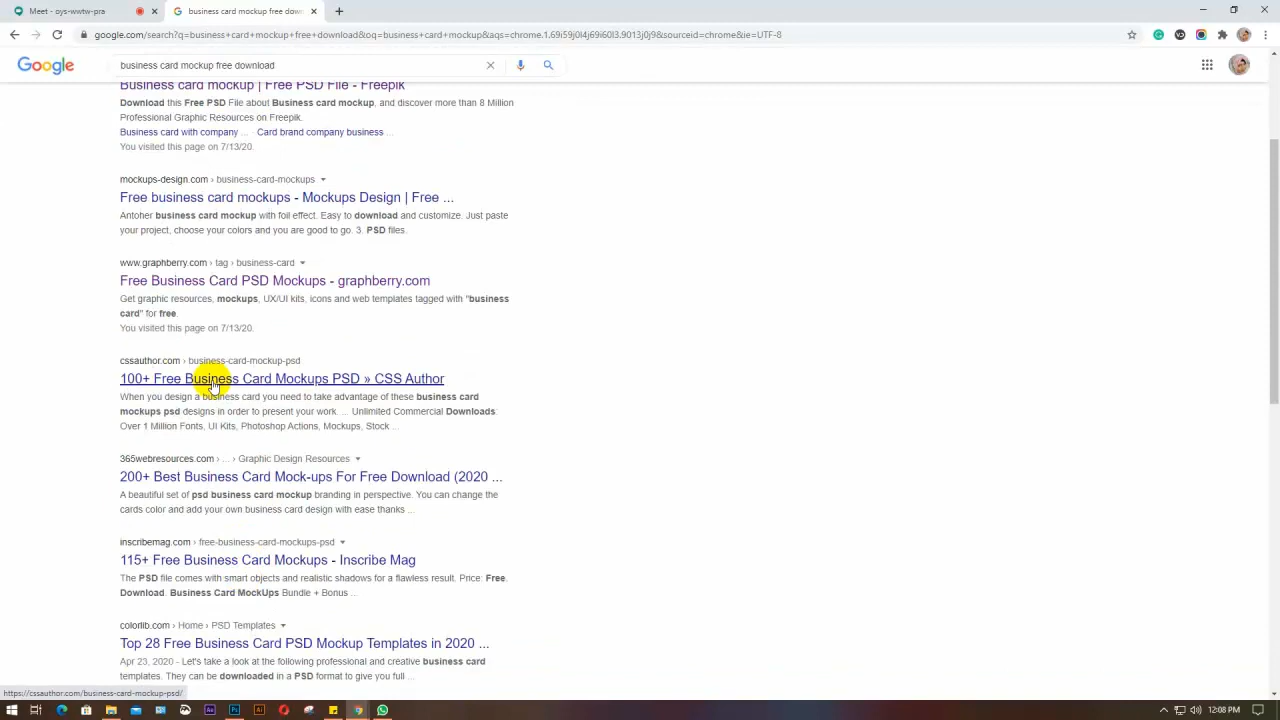 Meet - oys-wwtw-pra
business card mockup free down
google.com/search?q=business+card+mockup+free+download&oq=business+card+mockup&aqs=chrome.1.69i59j0l4j69i60l3.9013j0j9&sourceid=chrome&ie=UTF-8
Google
business card mockup free download
Business card mockup | Free PSD File - Freepik
Download this Free PSD File about Business card mockup, and discover more than 8 Million
Professional Graphic Resources on Freepik.
Business card with company ... · Card brand company business ...
You visited this page on 7/13/20.
mockups-design.com › business-card-mockups
Free business card mockups - Mockups Design | Free ...
Antoher business card mockup with foil effect. Easy to download and customize. Just paste
your project, choose your colors and you are good to go. 3. PSD files.
www.graphberry.com › tag › business-card
Free Business Card PSD Mockups - graphberry.com
Get graphic resources, mockups, UX/UI kits, icons and web templates tagged with "business
card" for free.
You visited this page on 7/13/20.
cssauthor.com › business-card-mockup-psd
100+ Free Business Card Mockups PSD » CSS Author
When you design a business card you need to take advantage of these business card
mockups psd designs in order to present your work. ... Unlimited Commercial Downloads:
Over 1 Million Fonts, UI Kits, Photoshop Actions, Mockups, Stock ...
365webresources.com › ... › Graphic Design Resources
200+ Best Business Card Mock-ups For Free Download (2020 ...
A beautiful set of psd business card mockup branding in perspective. You can change the
cards color and add your own business card design with ease thanks ...
inscribemag.com › free-business-card-mockups-psd
115+ Free Business Card Mockups - Inscribe Mag
The PSD file comes with smart objects and realistic shadows for a flawless result. Price: Free.
Download. Business Card MockUps Bundle + Bonus ...
colorlib.com › Home › PSD Templates
Top 28 Free Business Card PSD Mockup Templates in 2020 ...
Apr 23, 2020 - Let's take a look at the following professional and creative business card
templates. They can be downloaded in a PSD format to give you full ...
https://cssauthor.com/business-card-mockup-psd/
12:08 PM